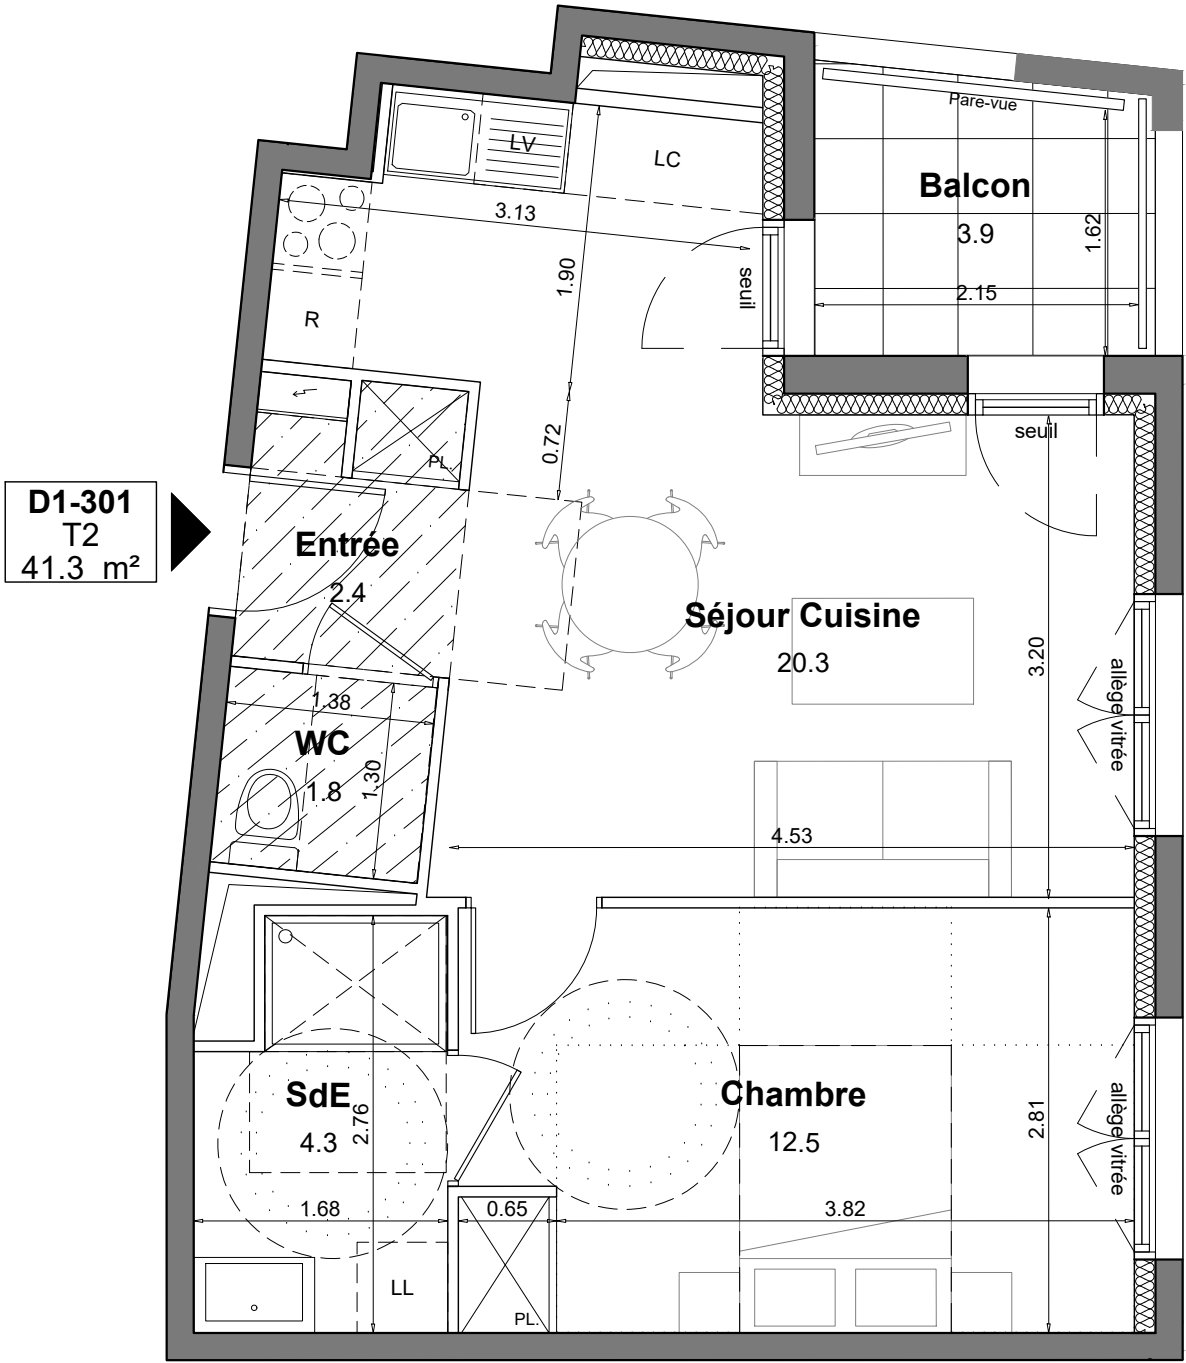 Pare-vue
Balcon
3.9
1.62
2.15
LV
LC
3.13
1.90
seuil
R
0.72
seuil
PL.
D1-301
T2
41.3 m²
Entrée
2.4
Séjour Cuisine
20.3
3.20
allège vitrée
1.38
WC
1.8
1.30
4.53
SdE
4.3
2.76
Chambre
12.5
2.81
allège vitrée
1.68
0.65
3.82
LL
PL.